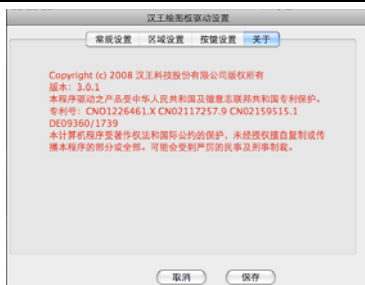 汉王绘图板驱动设置
常规设置 区域设置 按键设置 关于
Copyright (c) 2008 汉王科技股份有限公司版权所有
版本：3.0.1
本程序驱动之产品受中华人民共和国及德意志联邦共和国专利保护。
专利号：CN01226461.X CN02117257.9 CN02159515.1
DE09360/1739
本计算机程序受著作权法和国际公约的保护，未经授权擅自复制或传
播本程序的部分或全部。可能会受到严厉的民事及刑事制裁。
取消 保存